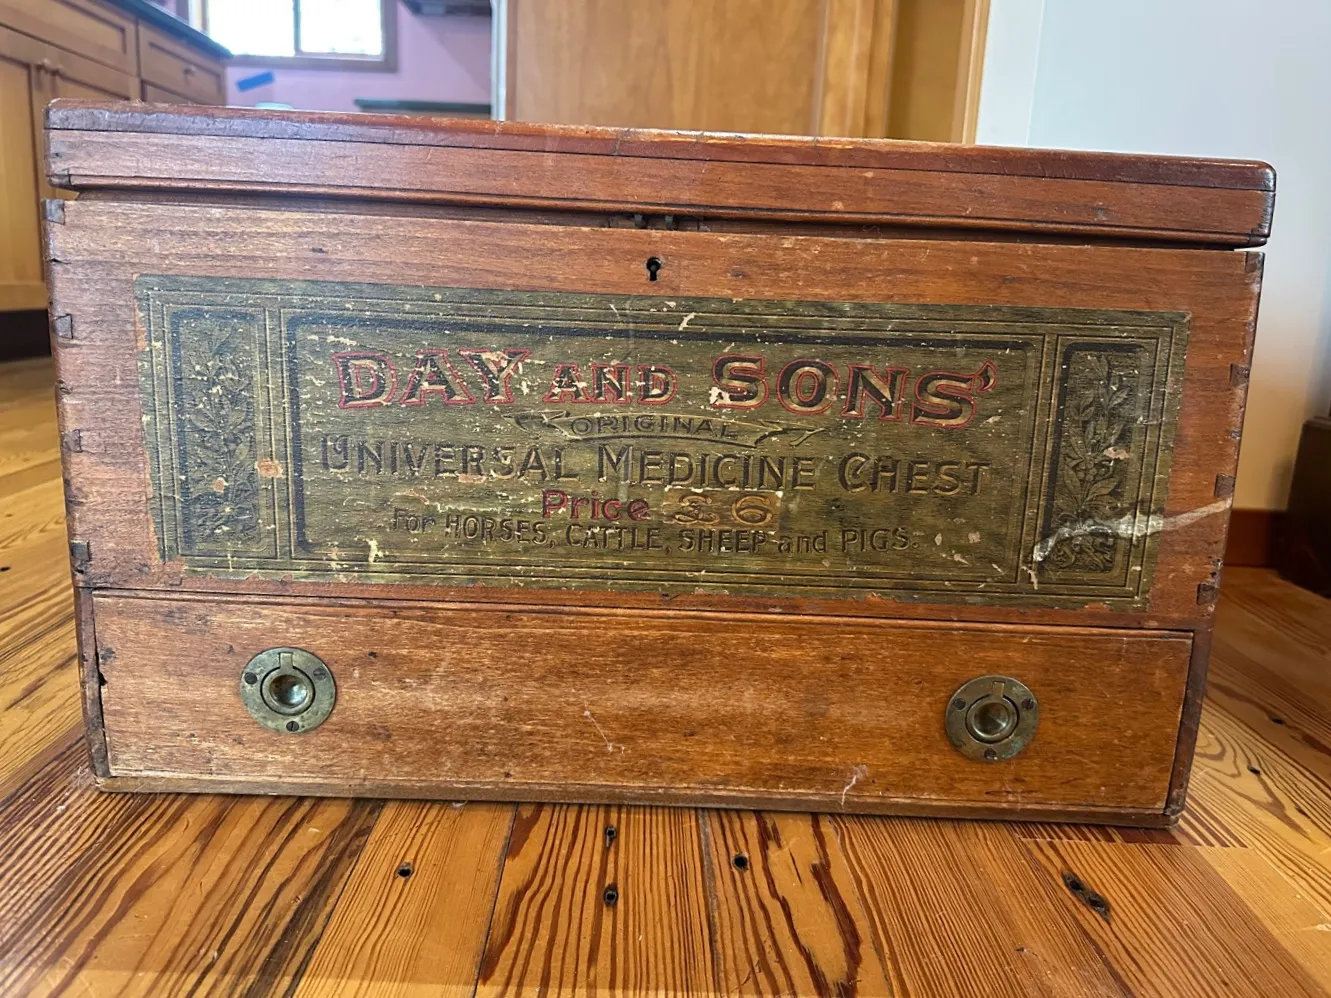 DAY AND SONS'
ORIGINAL
UNIVERSAL MEDICINE CHEST
Price £6
For HORSES, CATTLE, SHEEP and PIGS.